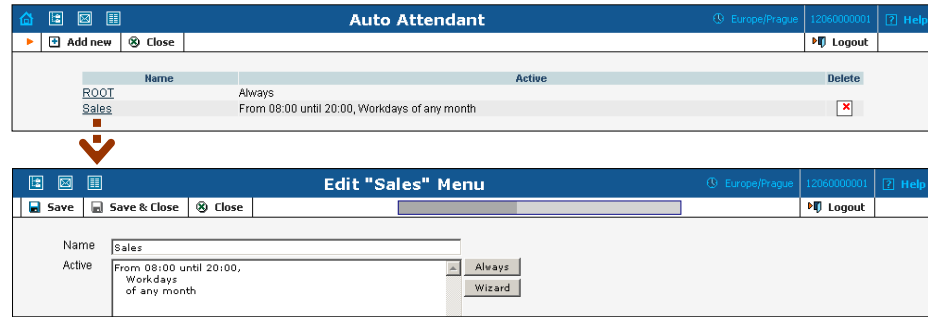 Auto Attendant
Europe/Prague
12060000001
? Help
Add new
Close
Logout
Name Active Delete
ROOT Always
Sales From 08:00 until 20:00, Workdays of any month
Edit "Sales" Menu
Europe/Prague
12060000001
? Help
Save
Save & Close
Close
Logout
Name Sales
Active From 08:00 until 20:00,
Workdays
of any month
Always
Wizard